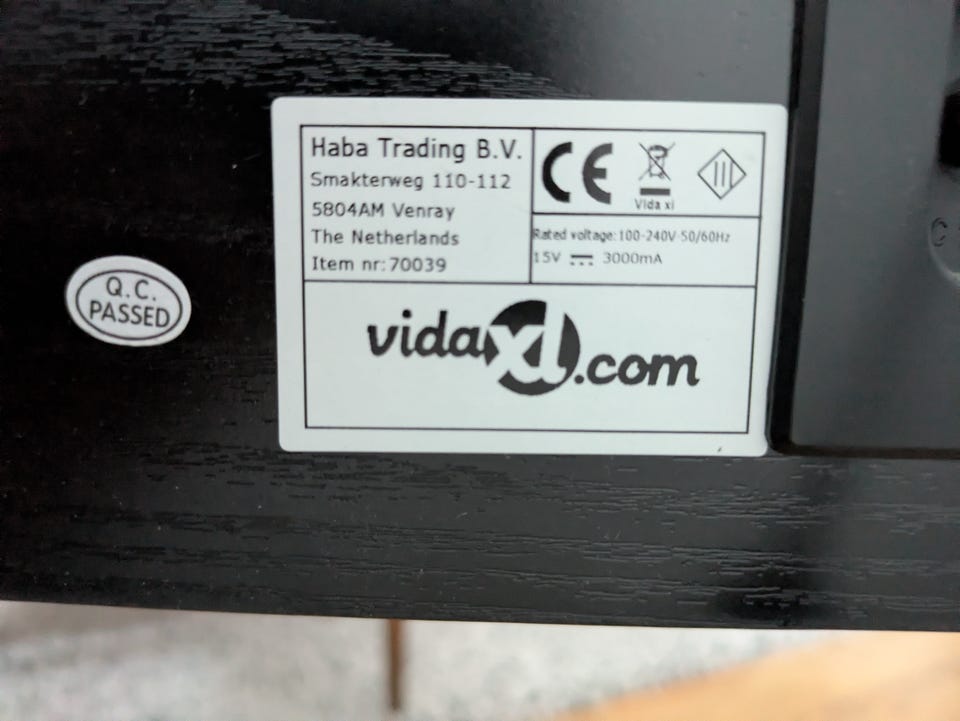 Haba Trading B.V.
Smakterweg 110-112
5804AM Venray
The Netherlands
Item nr:70039
CE
Vida xl
Rated voltage:100-240V 50/60Hz
15V 3000mA
Q.C.
PASSED
vidaxl.com